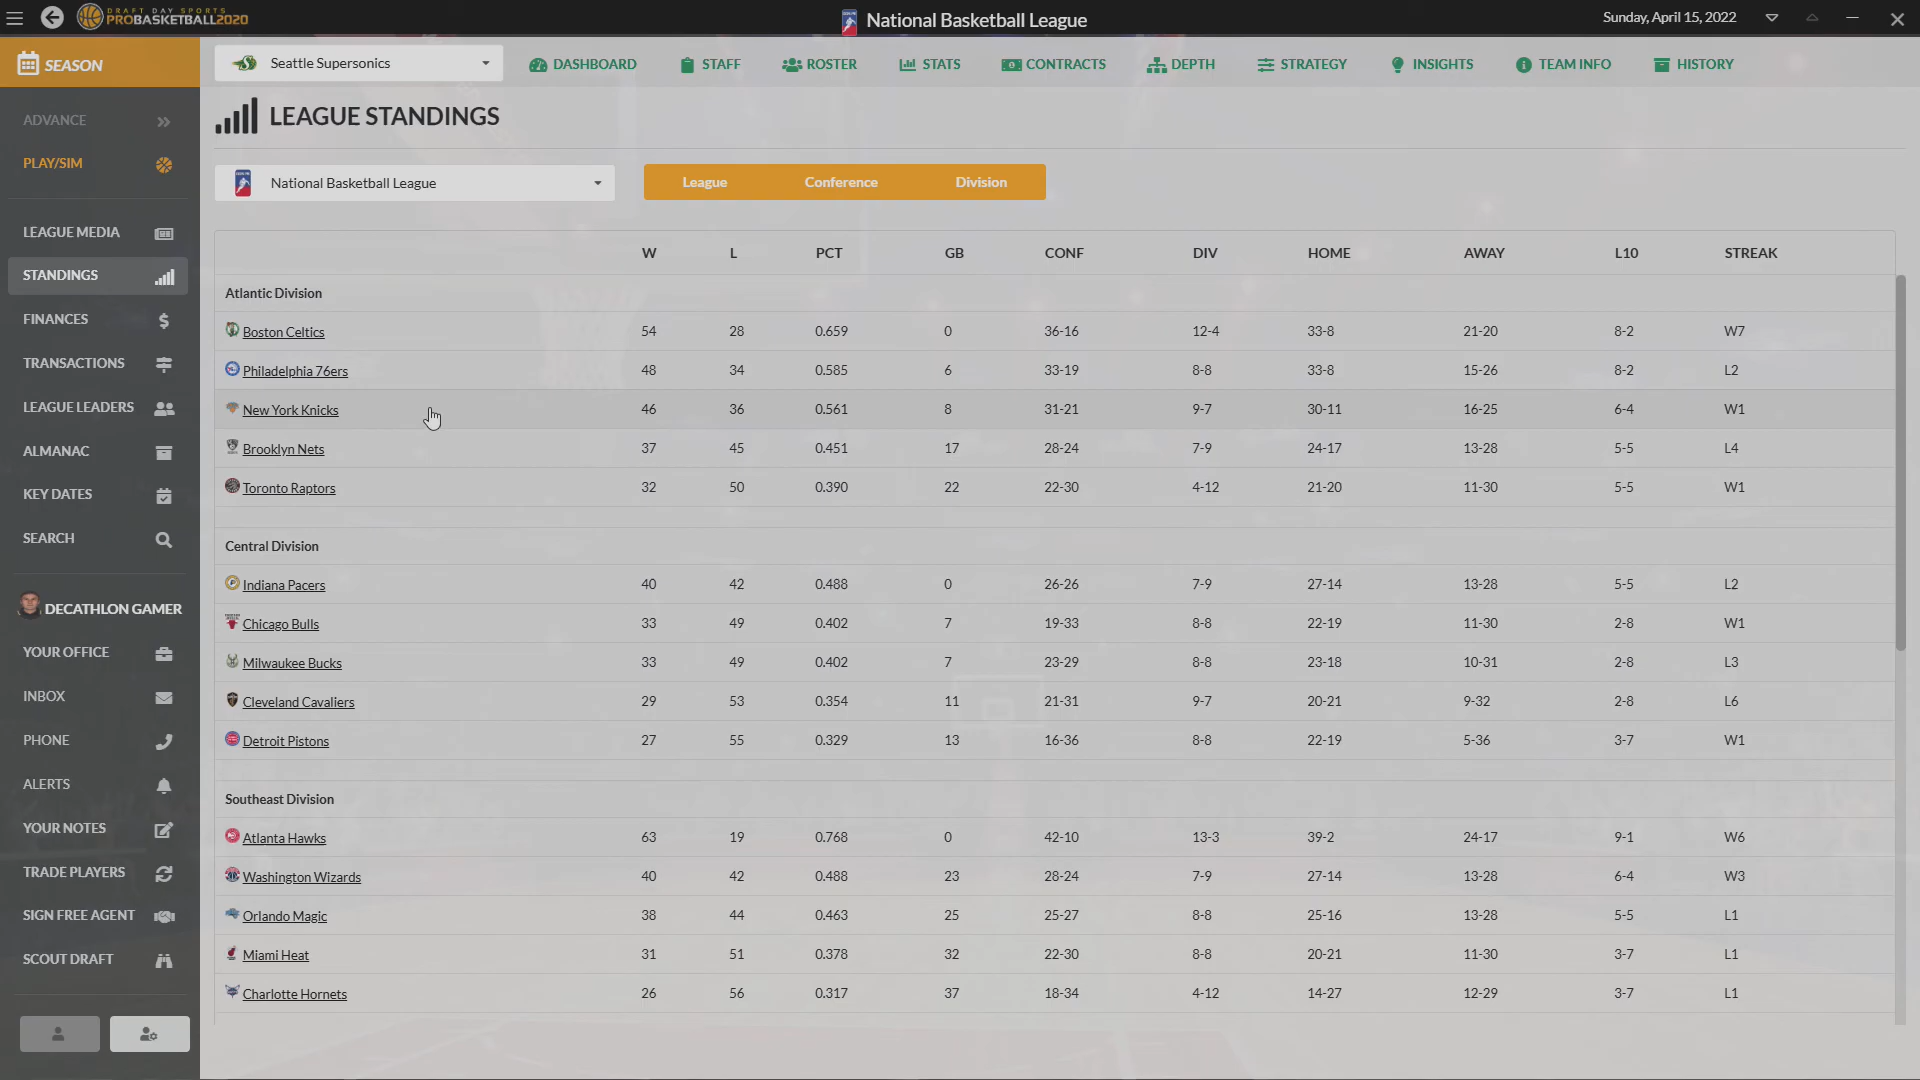 DRAFT DAY SPORTS
PROBASKETBALL2020
National Basketball League
Sunday, April 15, 2022
SEASON
Seattle Supersonics
DASHBOARD STAFF ROSTER STATS CONTRACTS DEPTH STRATEGY INSIGHTS TEAM INFO HISTORY
ADVANCE
PLAY/SIM
LEAGUE MEDIA
STANDINGS
FINANCES
TRANSACTIONS
LEAGUE LEADERS
ALMANAC
KEY DATES
SEARCH
DECATHLON GAMER
YOUR OFFICE
INBOX
PHONE
ALERTS
YOUR NOTES
TRADE PLAYERS
SIGN FREE AGENT
SCOUT DRAFT
LEAGUE STANDINGS
National Basketball League
League Conference Division
W L PCT GB CONF DIV HOME AWAY L10 STREAK
Atlantic Division
Boston Celtics 54 28 0.659 0 36-16 12-4 33-8 21-20 8-2 W7
Philadelphia 76ers 48 34 0.585 6 33-19 8-8 33-8 15-26 8-2 L2
New York Knicks 46 36 0.561 8 31-21 9-7 30-11 16-25 6-4 W1
Brooklyn Nets 37 45 0.451 17 28-24 7-9 24-17 13-28 5-5 L4
Toronto Raptors 32 50 0.390 22 22-30 4-12 21-20 11-30 5-5 W1
Central Division
Indiana Pacers 40 42 0.488 0 26-26 7-9 27-14 13-28 5-5 L2
Chicago Bulls 33 49 0.402 7 19-33 8-8 22-19 11-30 2-8 W1
Milwaukee Bucks 33 49 0.402 7 23-29 8-8 23-18 10-31 2-8 L3
Cleveland Cavaliers 29 53 0.354 11 21-31 9-7 20-21 9-32 2-8 L6
Detroit Pistons 27 55 0.329 13 16-36 8-8 22-19 5-36 3-7 W1
Southeast Division
Atlanta Hawks 63 19 0.768 0 42-10 13-3 39-2 24-17 9-1 W6
Washington Wizards 40 42 0.488 23 28-24 7-9 27-14 13-28 6-4 W3
Orlando Magic 38 44 0.463 25 25-27 8-8 25-16 13-28 5-5 L1
Miami Heat 31 51 0.378 32 22-30 8-8 20-21 11-30 3-7 L1
Charlotte Hornets 26 56 0.317 37 18-34 4-12 14-27 12-29 3-7 L1